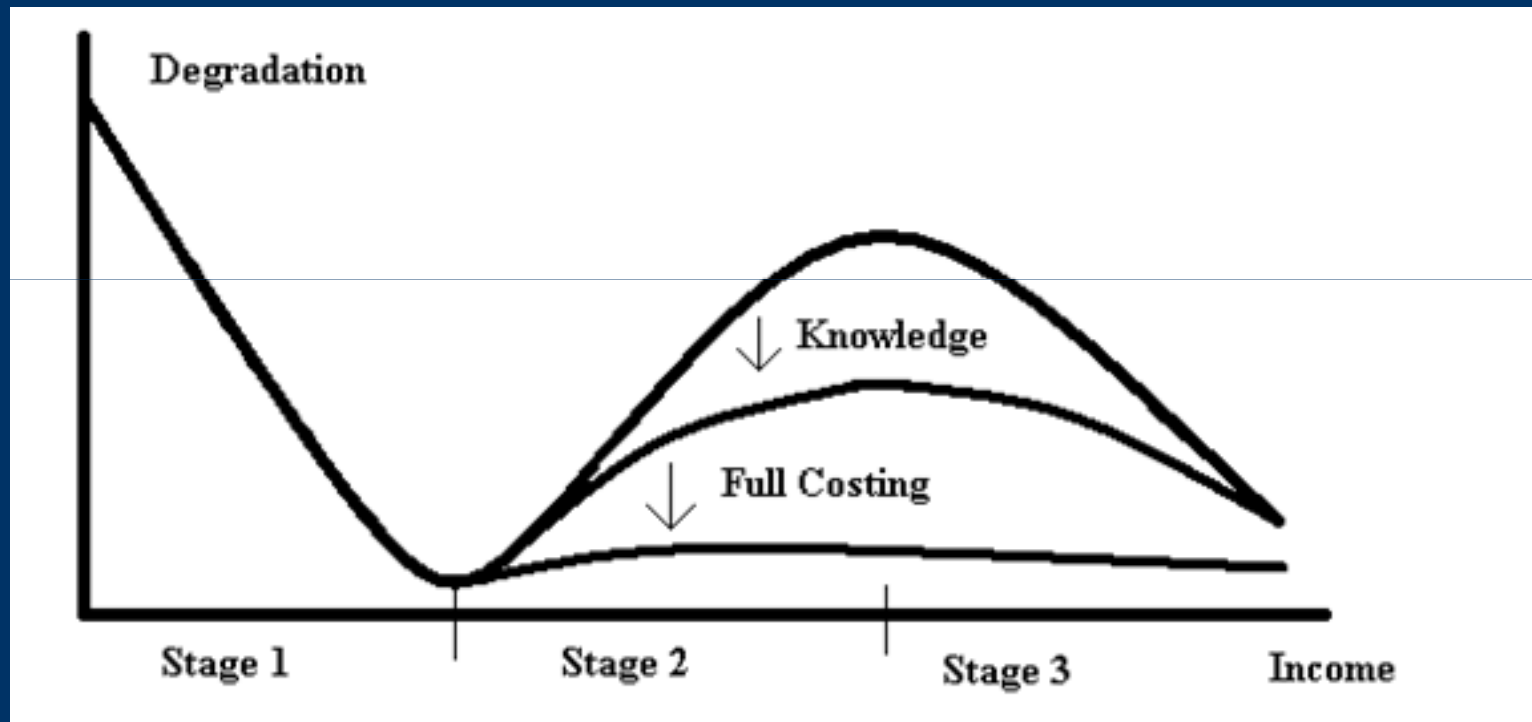 Degradation
Knowledge
Full Costing
Stage 1
Stage 2
Stage 3
Income